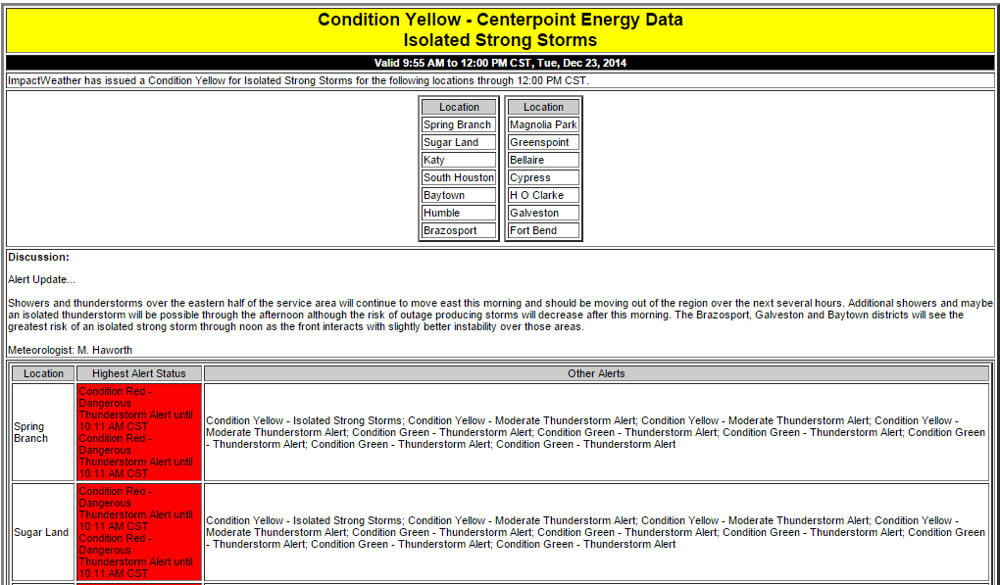 Condition Yellow - Centerpoint Energy Data
Isolated Strong Storms
Valid 9:55 AM to 12:00 PM CST, Tue, Dec 23, 2014
ImpactWeather has issued a Condition Yellow for Isolated Strong Storms for the following locations through 12:00 PM CST.
Location
Spring Branch
Sugar Land
Katy
South Houston
Baytown
Humble
Brazosport
Location
Magnolia Park
Greenspoint
Bellaire
Cypress
H O Clarke
Galveston
Fort Bend
Discussion:
Alert Update...
Showers and thunderstorms over the eastern half of the service area will continue to move east this morning and should be moving out of the region over the next several hours. Additional showers and maybe
an isolated thunderstorm will be possible through the afternoon although the risk of outage producing storms will decrease after this morning. The Brazosport, Galveston and Baytown districts will see the
greatest risk of an isolated strong storm through noon as the front interacts with slightly better instability over those areas.
Meteorologist: M. Haworth
Location Highest Alert Status Other Alerts
Spring
Branch
Condition Red -
Dangerous
Thunderstorm Alert until
10:11 AM CST
Condition Red -
Dangerous
Thunderstorm Alert until
10:11 AM CST
Condition Yellow - Isolated Strong Storms; Condition Yellow - Moderate Thunderstorm Alert; Condition Yellow - Moderate Thunderstorm Alert; Condition Yellow -
Moderate Thunderstorm Alert; Condition Green - Thunderstorm Alert; Condition Green - Thunderstorm Alert; Condition Green - Thunderstorm Alert; Condition Green
- Thunderstorm Alert; Condition Green - Thunderstorm Alert; Condition Green - Thunderstorm Alert
Sugar Land
Condition Red -
Dangerous
Thunderstorm Alert until
10:11 AM CST
Condition Red -
Dangerous
Thunderstorm Alert until
10:11 AM CST
Condition Yellow - Isolated Strong Storms; Condition Yellow - Moderate Thunderstorm Alert; Condition Yellow - Moderate Thunderstorm Alert; Condition Yellow -
Moderate Thunderstorm Alert; Condition Green - Thunderstorm Alert; Condition Green - Thunderstorm Alert; Condition Green - Thunderstorm Alert; Condition Green
- Thunderstorm Alert; Condition Green - Thunderstorm Alert; Condition Green - Thunderstorm Alert